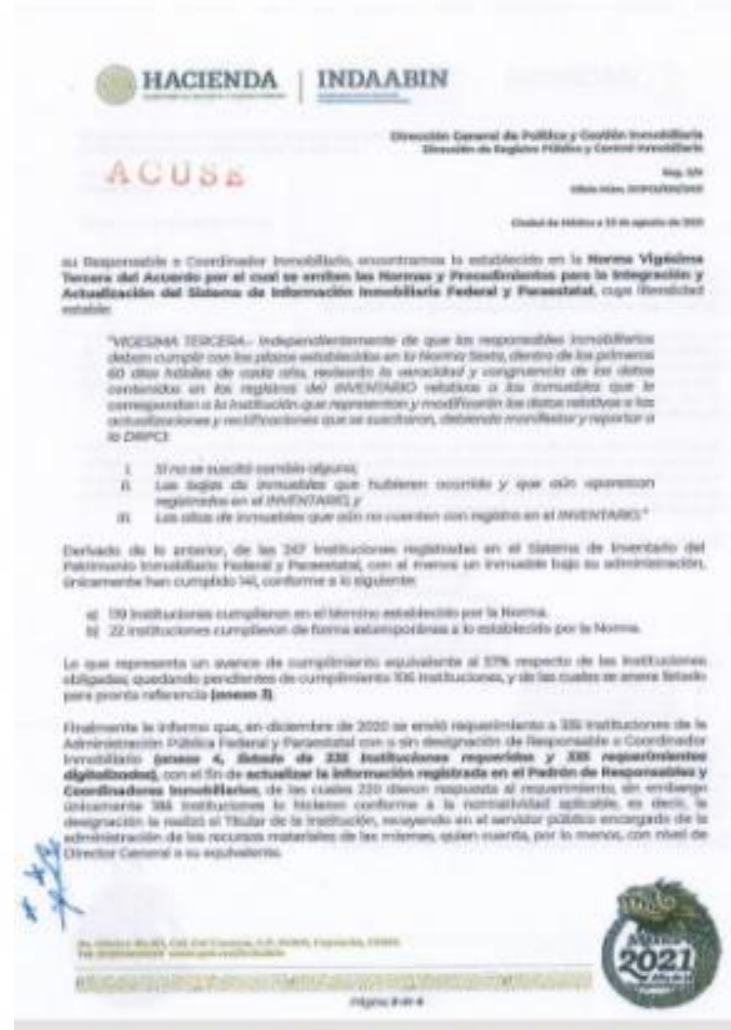 HACIENDA | INDAABIN
Dirección General de Política y Gestión Inmobiliaria
Dirección de Registro Público y Control Inmobiliario
ACUSE
Ciudad de México a 23 de agosto de 2021
su Responsable o Coordinador Inmobiliario, encontramos lo establecido en la Norma Vigésima
Tercera del Acuerdo por el cual se emiten las Normas y Procedimientos para la Integración y
Actualización del Sistema de Información Inmobiliaria Federal y Paraestatal, cuya literalidad
estable:
"VIGESIMA TERCERA.- Independientemente de que los responsables inmobiliarios
deban cumplir con los plazos establecidos en la Norma Sexta, dentro de los primeros
60 días hábiles de cada año, revisarán la veracidad y congruencia de los datos
contenidos en los registros del INVENTARIO relativos a los inmuebles que le
correspondan a la Institución que representen y modificarán los datos relativos a las
actualizaciones y rectificaciones que se suscitaron, debiendo manifestar y reportar a
la DRPCI:
i. Si no se suscitó cambio alguno;
ii. Las bajas de inmuebles que hubieren ocurrido y que aún aparezcan
registrados en el INVENTARIO, y
iii. Las altas de inmuebles que aún no cuenten con registro en el INVENTARIO."
Derivado de lo anterior, de las 247 Instituciones registradas en el Sistema de Inventario del
Patrimonio Inmobiliario Federal y Paraestatal, con al menos un inmueble bajo su administración,
únicamente han cumplido 141, conforme a lo siguiente:
a) 119 Instituciones cumplieron en el término establecido por la Norma.
b) 22 Instituciones cumplieron de forma extemporánea a lo establecido por la Norma.
Lo que representa un avance de cumplimiento equivalente al 57% respecto de las Instituciones
obligadas, quedando pendientes de cumplimiento 106 Instituciones, y de las cuales se anexa listado
para pronta referencia (anexo 3).
Finalmente le informo que, en diciembre de 2020 se envió requerimiento a 335 Instituciones de la
Administración Pública Federal y Paraestatal con o sin designación de Responsable o Coordinador
Inmobiliario (anexo 4, listado de 335 Instituciones requeridas y 335 requerimientos
digitalizados), con el fin de actualizar la información registrada en el Padrón de Responsables y
Coordinadores Inmobiliarios, de las cuales 220 dieron respuesta al requerimiento, sin embargo
únicamente 184 Instituciones lo hicieron conforme a la normatividad aplicable, es decir, la
designación la realizó el Titular de la Institución, recayendo en el servidor público encargado de la
administración de los recursos materiales de las mismas, quien cuenta, por lo menos, con nivel de
Director General o su equivalente.
México
2021
Página 3 de 4